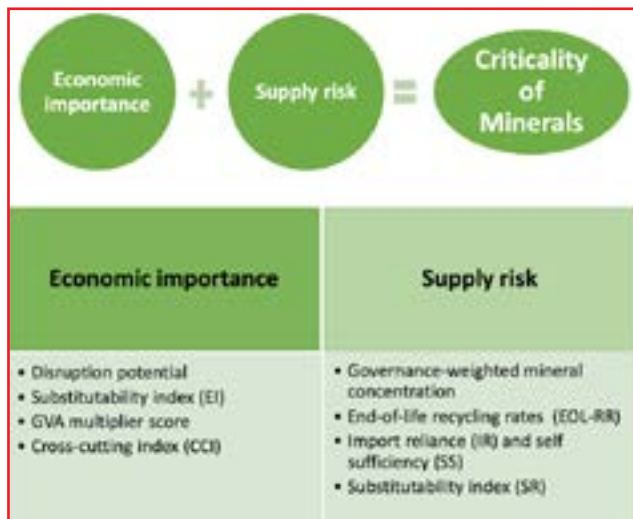 Economic
importance
+
Supply risk
=
Criticality
of
Minerals
Economic importance
Supply risk
• Disruption potential
• Substitutability index (EI)
• GVA multiplier score
• Cross-cutting index (CCI)
• Governance-weighted mineral
concentration
• End-of-life recycling rates (EOL-RR)
• Import reliance (IR) and self
sufficiency (SS)
• Substitutability index (SR)